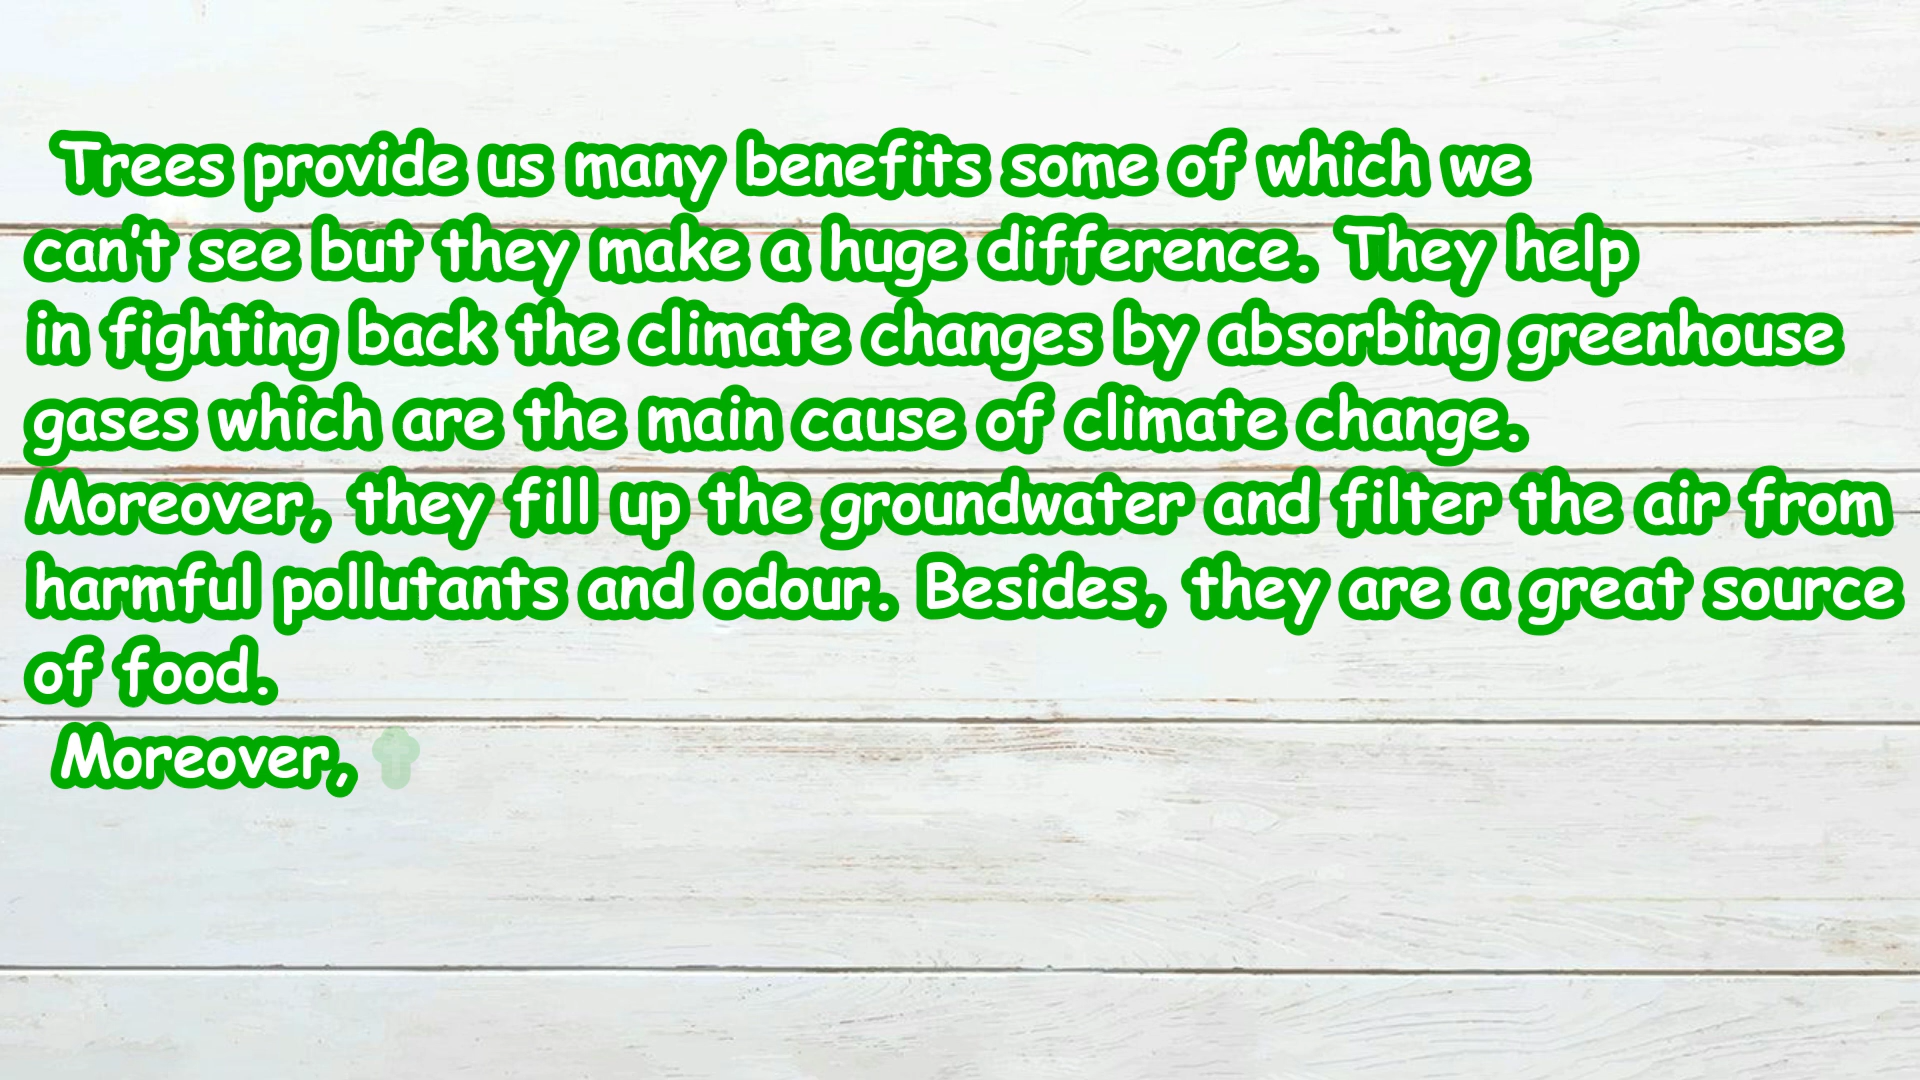 Trees provide us many benefits some of which we
can't see but they make a huge difference. They help
in fighting back the climate changes by absorbing greenhouse
gases which are the main cause of climate change.
Moreover, they fill up the groundwater and filter the air from
harmful pollutants and odour. Besides, they are a great source
of food.
Moreover,